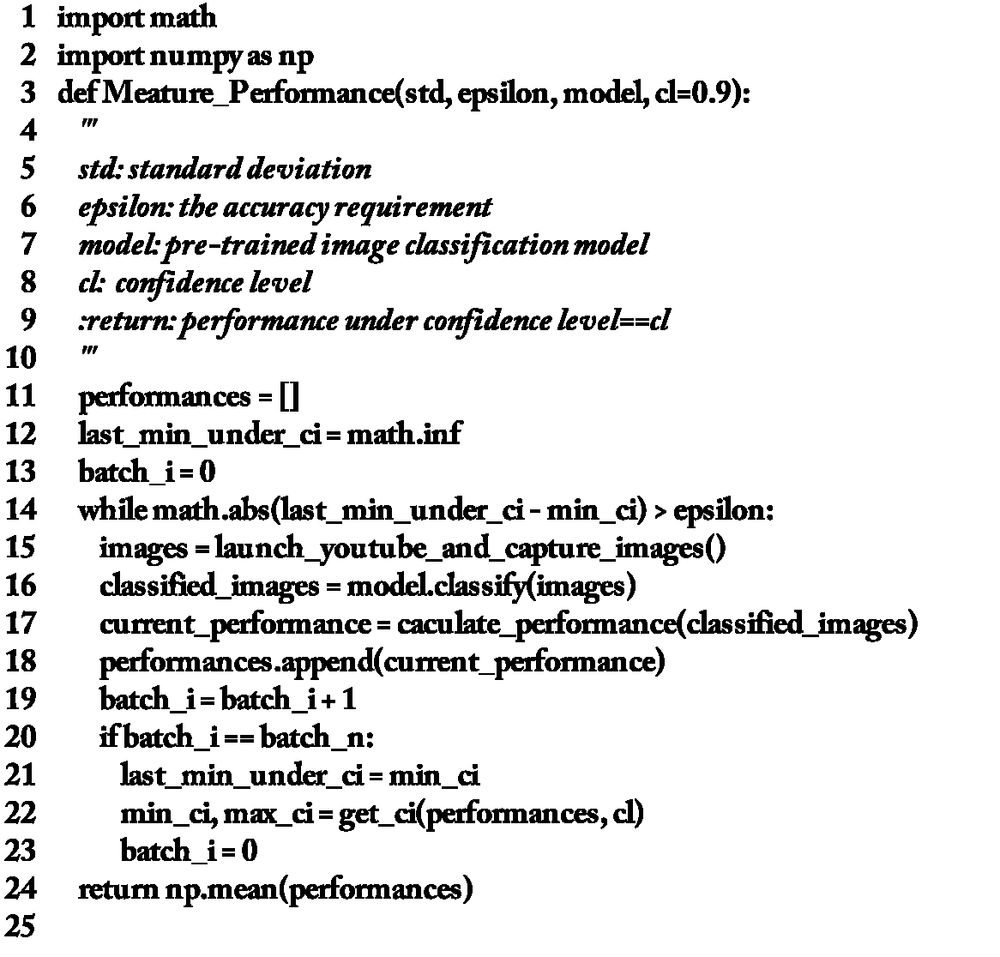 1 import math
2 import numpy as np
3 def Meature_Performance(std, epsilon, model, cl=0.9):
4 '''
5 std: standard deviation
6 epsilon: the accuracy requirement
7 model: pre-trained image classification model
8 cl: confidence level
9 :return: performance under confidence level==cl
10 '''
11 performances = []
12 last_min_under_ci = math.inf
13 batch_i = 0
14 while math.abs(last_min_under_ci - min_ci) > epsilon:
15 images = launch_youtube_and_capture_images()
16 classified_images = model.classify(images)
17 current_performance = caculate_performance(classified_images)
18 performances.append(current_performance)
19 batch_i = batch_i + 1
20 if batch_i == batch_n:
21 last_min_under_ci = min_ci
22 min_ci, max_ci = get_ci(performances, cl)
23 batch_i = 0
24 return np.mean(performances)
25